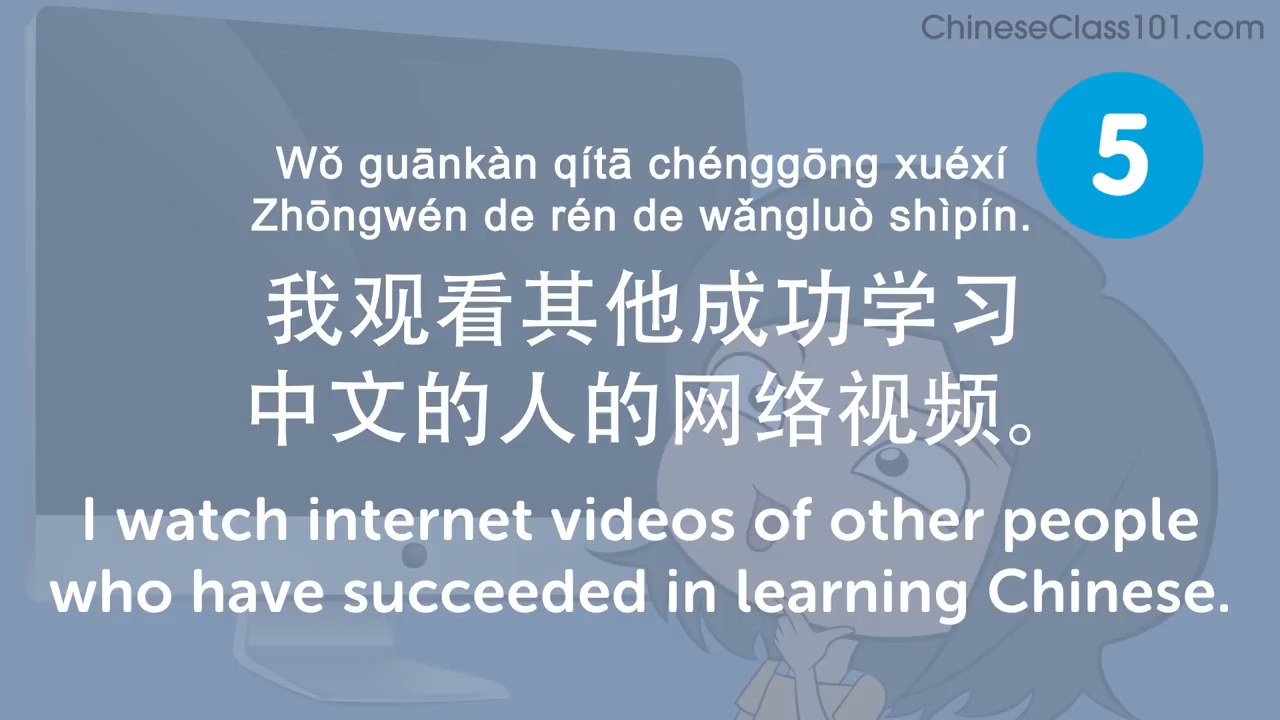 ChineseClass101.com
5
Wǒ guānkàn qítā chénggōng xuéxí
Zhōngwén de rén de wǎngluò shìpín.
我观看其他成功学习
中文的人的网络视频。
I watch internet videos of other people
who have succeeded in learning Chinese.